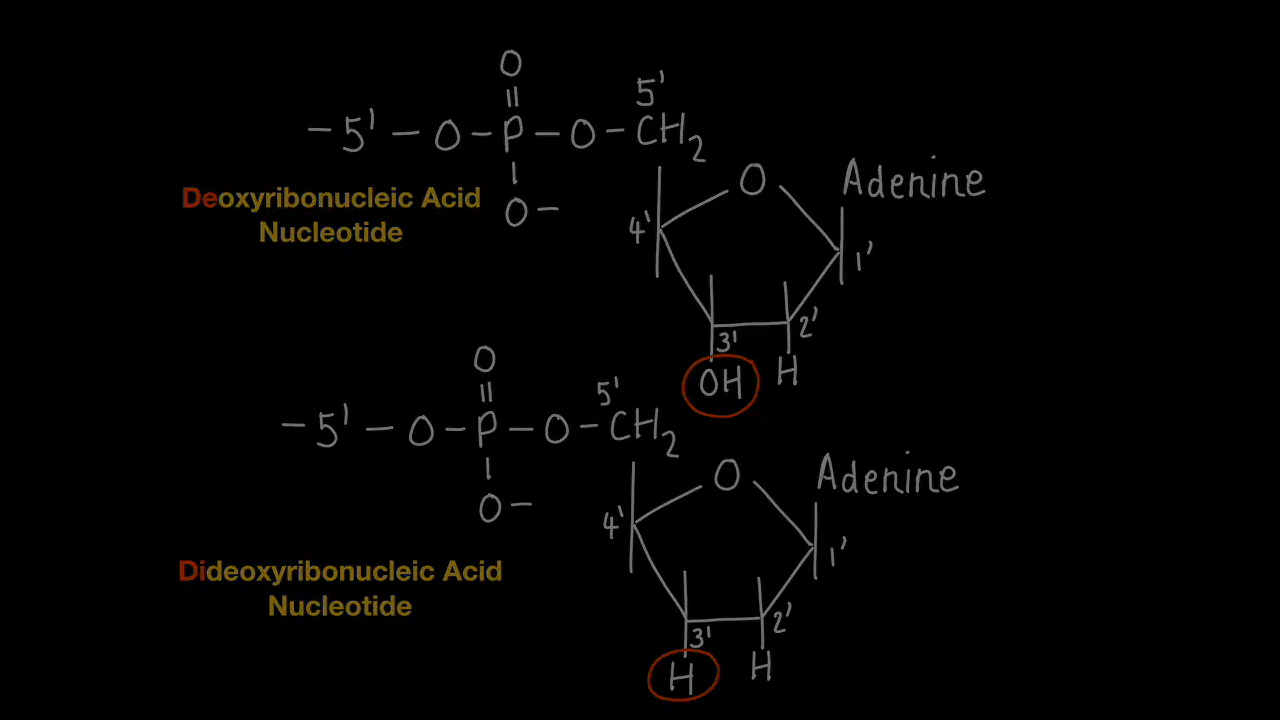 O
5'
– 5' – O – P – O – CH2
O
Adenine
Deoxyribonucleic Acid
Nucleotide
O –
4'
1'
2'
3'
OH
H
O
5'
– 5' – O – P – O – CH2
O
Adenine
O –
4'
1'
Dideoxyribonucleic Acid
Nucleotide
2'
3'
H
H